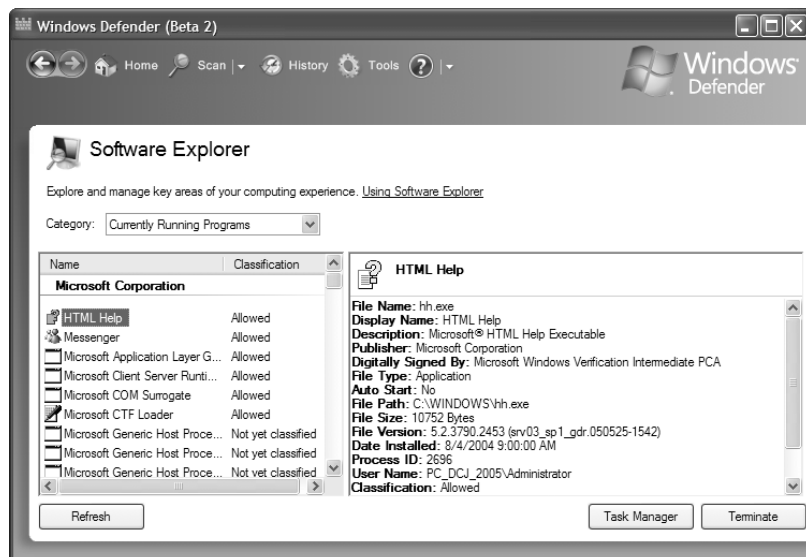 Windows Defender (Beta 2)
Home Scan History Tools
Windows
Defender
Software Explorer
Explore and manage key areas of your computing experience. Using Software Explorer
Category: Currently Running Programs
Name Classification
Microsoft Corporation
HTML Help Allowed
Messenger Allowed
Microsoft Application Layer G... Allowed
Microsoft Client Server Runti... Allowed
Microsoft COM Surrogate Allowed
Microsoft CTF Loader Allowed
Microsoft Generic Host Proce... Not yet classified
Microsoft Generic Host Proce... Not yet classified
Microsoft Generic Host Proce... Not yet classified
HTML Help
File Name: hh.exe
Display Name: HTML Help
Description: Microsoft® HTML Help Executable
Publisher: Microsoft Corporation
Digitally Signed By: Microsoft Windows Verification Intermediate PCA
File Type: Application
Auto Start: No
File Path: C:\WINDOWS\hh.exe
File Size: 10752 Bytes
File Version: 5.2.3790.2453 (srv03_sp1_gdr.050525-1542)
Date Installed: 8/4/2004 9:00:00 AM
Process ID: 2696
User Name: PC_DCJ_2005\Administrator
Classification: Allowed
Refresh Task Manager Terminate